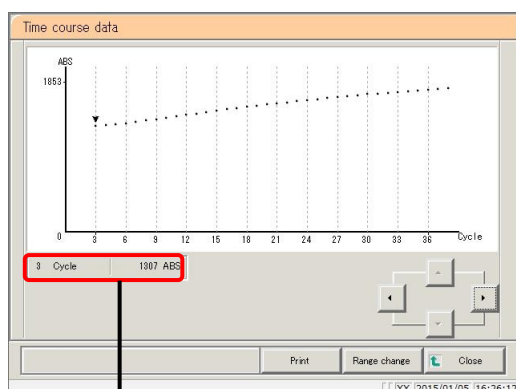 Time course data
ABS
1853
0 3 6 9 12 15 18 21 24 27 30 33 36 Cycle
3 Cycle 1307 ABS
Print Range change Close
XX 2015/01/05